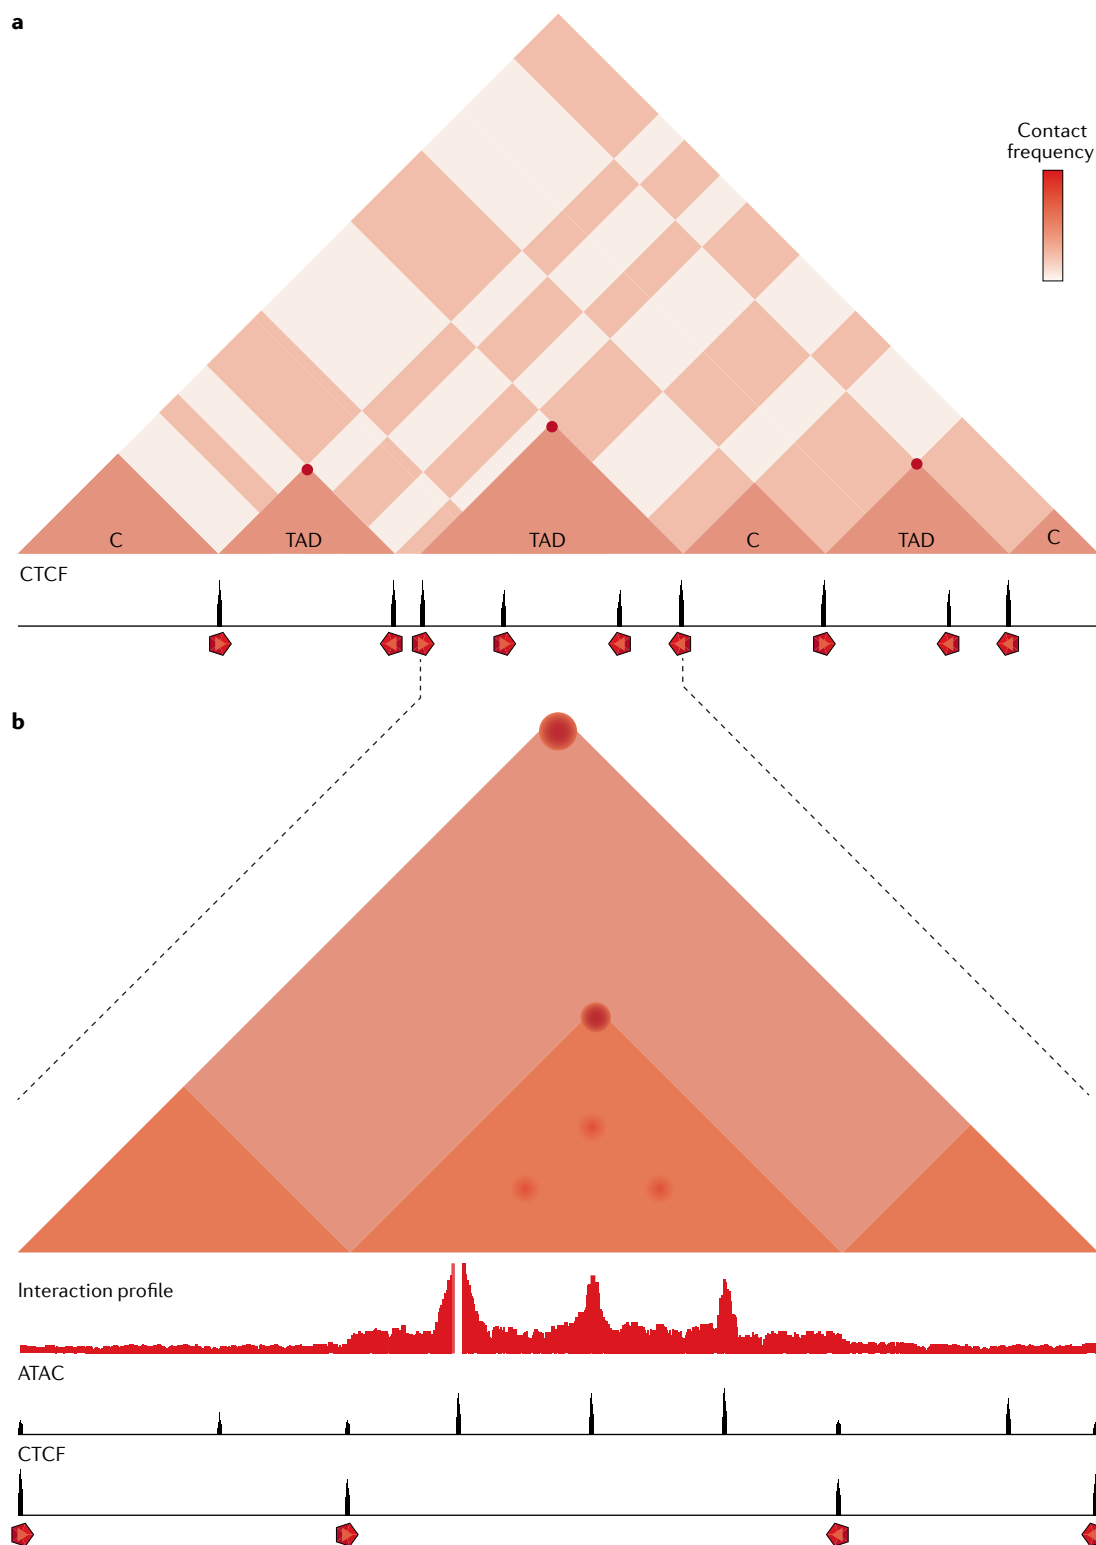 a
Contact
frequency
C
TAD
TAD
C
TAD
C
CTCF
b
Interaction profile
ATAC
CTCF